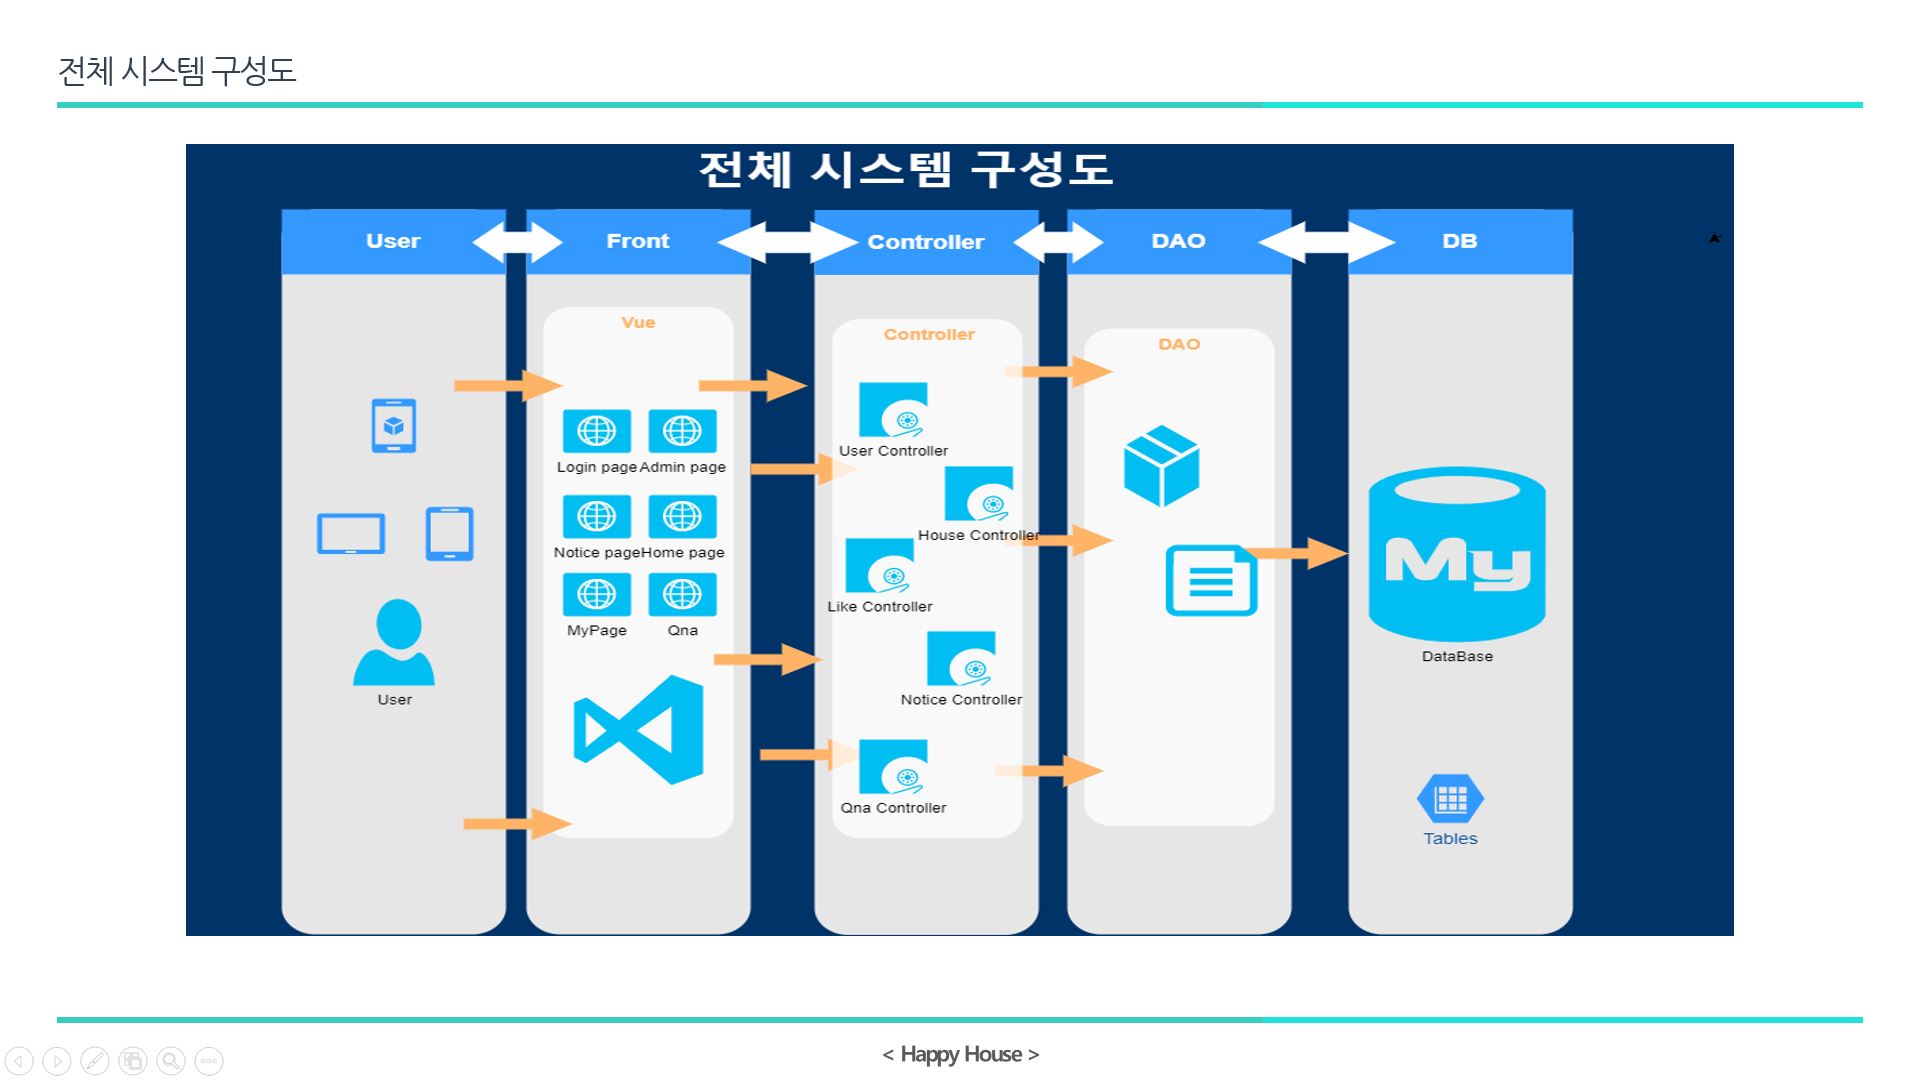 전체 시스템 구성도
전체 시스템 구성도
User
Front
Controller
DAO
DB
Vue
Login page
Admin page
Notice page
Home page
MyPage
Qna
User
Controller
User Controller
House Controller
Like Controller
Notice Controller
Qna Controller
DAO
My
DataBase
Tables
< Happy House >